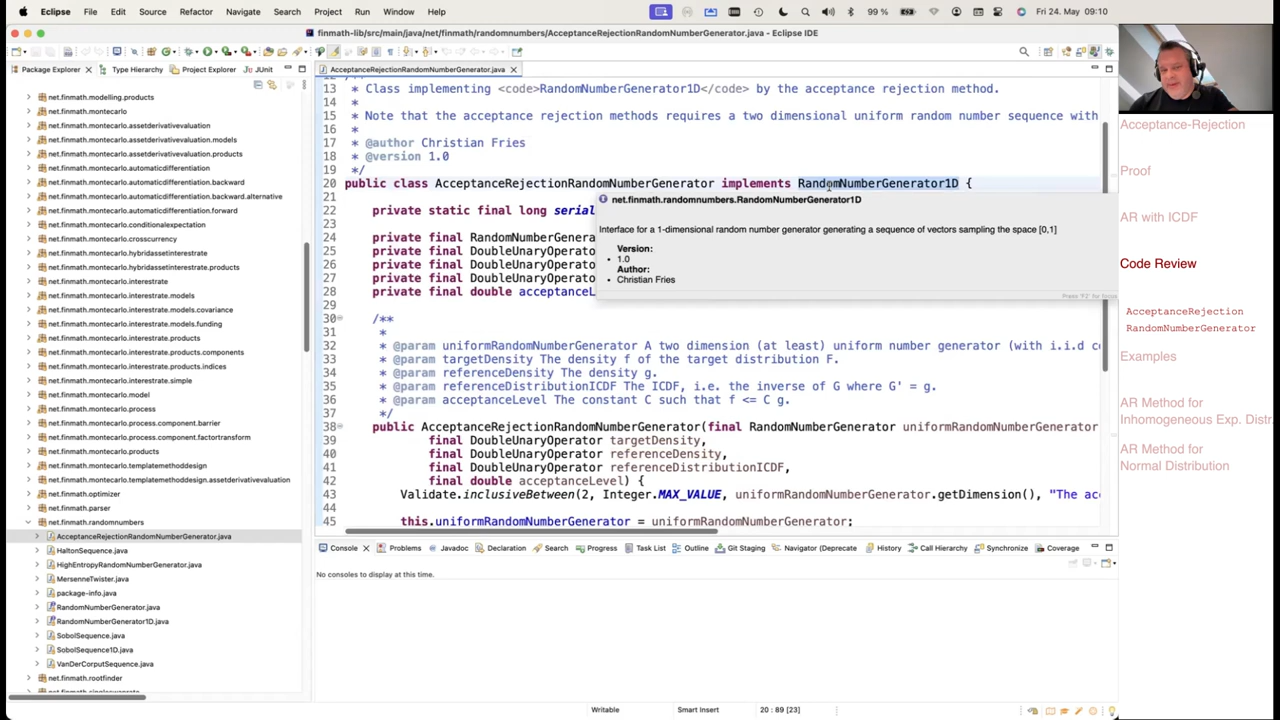 Eclipse File Edit Source Refactor Navigate Search Project Run Window Help 99 % Fr 24. May 09:10
finmath-lib/src/main/java/net/finmath/randomnumbers/AcceptanceRejectionRandomNumberGenerator.java – Eclipse IDE
Package Explorer Type Hierarchy Project Explorer JUnit
net.finmath.modelling.products
net.finmath.montecarlo
net.finmath.montecarlo.assetderivativevaluation
net.finmath.montecarlo.assetderivativevaluation.models
net.finmath.montecarlo.assetderivativevaluation.products
net.finmath.montecarlo.automaticdifferentiation
net.finmath.montecarlo.automaticdifferentiation.backward
net.finmath.montecarlo.automaticdifferentiation.backward.alternative
net.finmath.montecarlo.automaticdifferentiation.forward
net.finmath.montecarlo.conditionalexpectation
net.finmath.montecarlo.crosscurrency
net.finmath.montecarlo.hybridassetinterestrate
net.finmath.montecarlo.hybridassetinterestrate.products
net.finmath.montecarlo.interestrate
net.finmath.montecarlo.interestrate.models
net.finmath.montecarlo.interestrate.models.covariance
net.finmath.montecarlo.interestrate.models.funding
net.finmath.montecarlo.interestrate.products
net.finmath.montecarlo.interestrate.products.components
net.finmath.montecarlo.interestrate.products.indices
net.finmath.montecarlo.interestrate.simple
net.finmath.montecarlo.model
net.finmath.montecarlo.process
net.finmath.montecarlo.process.component.barrier
net.finmath.montecarlo.process.component.factortransform
net.finmath.montecarlo.products
net.finmath.montecarlo.templatemethoddesign
net.finmath.montecarlo.templatemethoddesign.assetderivativevaluation
net.finmath.optimizer
net.finmath.parser
net.finmath.randomnumbers
AcceptanceRejectionRandomNumberGenerator.java
HaltonSequence.java
HighEntropyRandomNumberGenerator.java
MersenneTwister.java
package-info.java
RandomNumberGenerator.java
RandomNumberGenerator1D.java
SobolSequence.java
SobolSequence1D.java
VanDerCorputSequence.java
net.finmath.rootfinder
AcceptanceRejectionRandomNumberGenerator.java
13 * Class implementing <code>RandomNumberGenerator1D</code> by the acceptance rejection method.
14 *
15 * Note that the acceptance rejection methods requires a two dimensional uniform random number sequence with
16 *
17 * @author Christian Fries
18 * @version 1.0
19 */
20 public class AcceptanceRejectionRandomNumberGenerator implements RandomNumberGenerator1D {
21
22 private static final long seria
24 private final RandomNumberGenera
25 private final DoubleUnaryOperato
26 private final DoubleUnaryOperato
27 private final DoubleUnaryOperato
28 private final double acceptanceL
29
30 /**
31 *
32 * @param uniformRandomNumberGenerator A two dimension (at least) uniform number generator (with i.i.d c
33 * @param targetDensity The density f of the target distribution F.
34 * @param referenceDensity The density g.
35 * @param referenceDistributionICDF The ICDF, i.e. the inverse of G where G' = g.
36 * @param acceptanceLevel The constant C such that f <= C g.
37 */
38 public AcceptanceRejectionRandomNumberGenerator(final RandomNumberGenerator uniformRandomNumberGenerator
39 final DoubleUnaryOperator targetDensity,
40 final DoubleUnaryOperator referenceDensity,
41 final DoubleUnaryOperator referenceDistributionICDF,
42 final double acceptanceLevel) {
43 Validate.inclusiveBetween(2, Integer.MAX_VALUE, uniformRandomNumberGenerator.getDimension(), "The ac
45 this.uniformRandomNumberGenerator = uniformRandomNumberGenerator;
net.finmath.randomnumbers.RandomNumberGenerator1D
Interface for a 1-dimensional random number generator generating a sequence of vectors sampling the space [0,1]
Version:
1.0
Author:
Christian Fries
Press 'F2' for focus
Console Problems Javadoc Declaration Search Progress Task List Outline Git Staging Navigator (Deprecate History Call Hierarchy Synchronize Coverage
No consoles to display at this time.
Writable Smart Insert 20 : 89 [23]
Acceptance-Rejection
Proof
AR with ICDF
Code Review
AcceptanceRejection
RandomNumberGenerator
Examples
AR Method for
Inhomogeneous Exp. Distr.
AR Method for
Normal Distribution